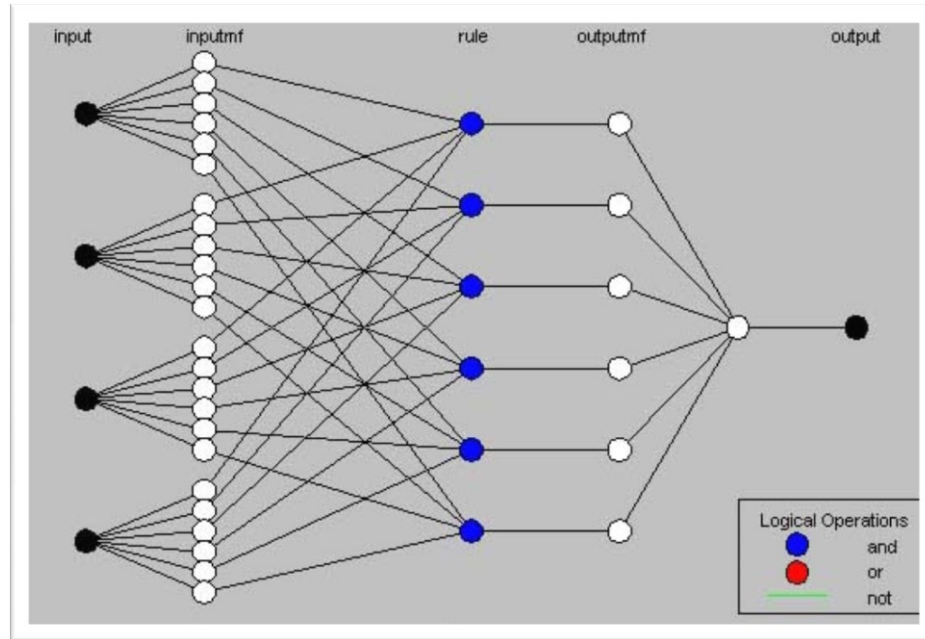 input inputmf rule outputmf output
Logical Operations
and
or
not